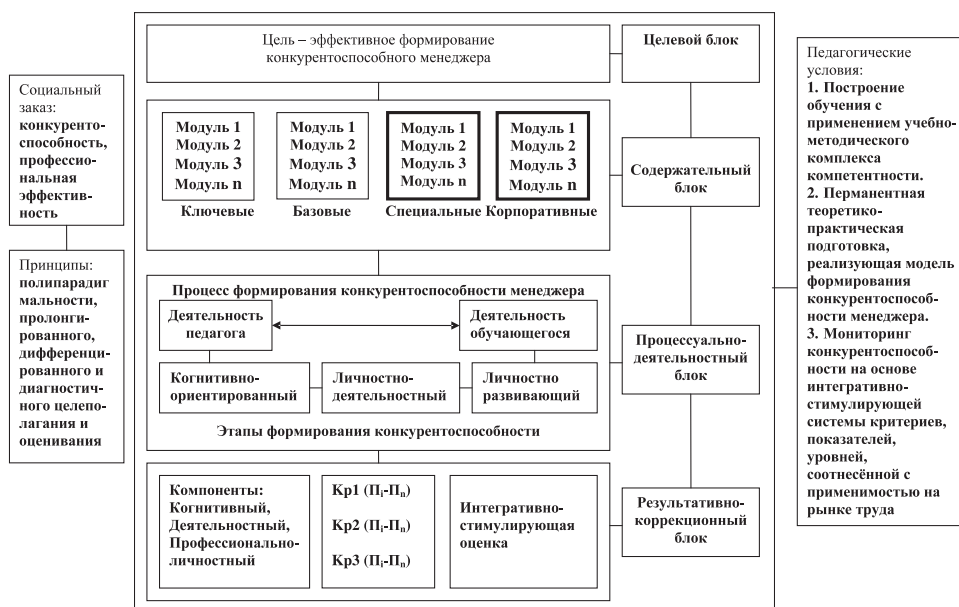 Социальный
заказ:
конкуренто-
способность,
профессио-
нальная
эффектив-
ность
Принципы:
полипарадиг
мальности,
пролонги-
рованного,
дифференци-
рованного и
диагностич-
ного целепо-
лагания и
оценивания
Цель – эффективное формирование
конкурентоспособного менеджера
Целевой блок
Модуль 1
Модуль 2
Модуль 3
Модуль n
Ключевые
Модуль 1
Модуль 2
Модуль 3
Модуль n
Базовые
Модуль 1
Модуль 2
Модуль 3
Модуль n
Специальные
Модуль 1
Модуль 2
Модуль 3
Модуль n
Корпоративные
Содержательный
блок
Процесс формирования конкурентоспособности менеджера
Деятельность
педагога
Деятельность
обучающегося
Когнитивно-
ориентированный
Личностно-
деятельностный
Личностно
развивающий
Этапы формирования конкурентоспособности
Процессуально-
деятельностный
блок
Компоненты:
Когнитивный,
Деятельностный,
Профессионально-
личностный
Кр1 (Пi-Пn)
Кр2 (Пi-Пn)
Кр3 (Пi-Пn)
Интегративно-
стимулирующая
оценка
Результативно-
коррекционный
блок
Педагогические
условия:
1. Построение
обучения с
применением учебно-
методического
комплекса
компетентности.
2. Перманентная
теоретико-
практическая
подготовка,
реализующая модель
формирования
конкурентоспособ-
ности менеджера.
3. Мониторинг
конкурентоспособ-
ности на основе
интегративно-
стимулирующей
системы критериев,
показателей,
уровней,
соотнесённой с
применимостью на
рынке труда